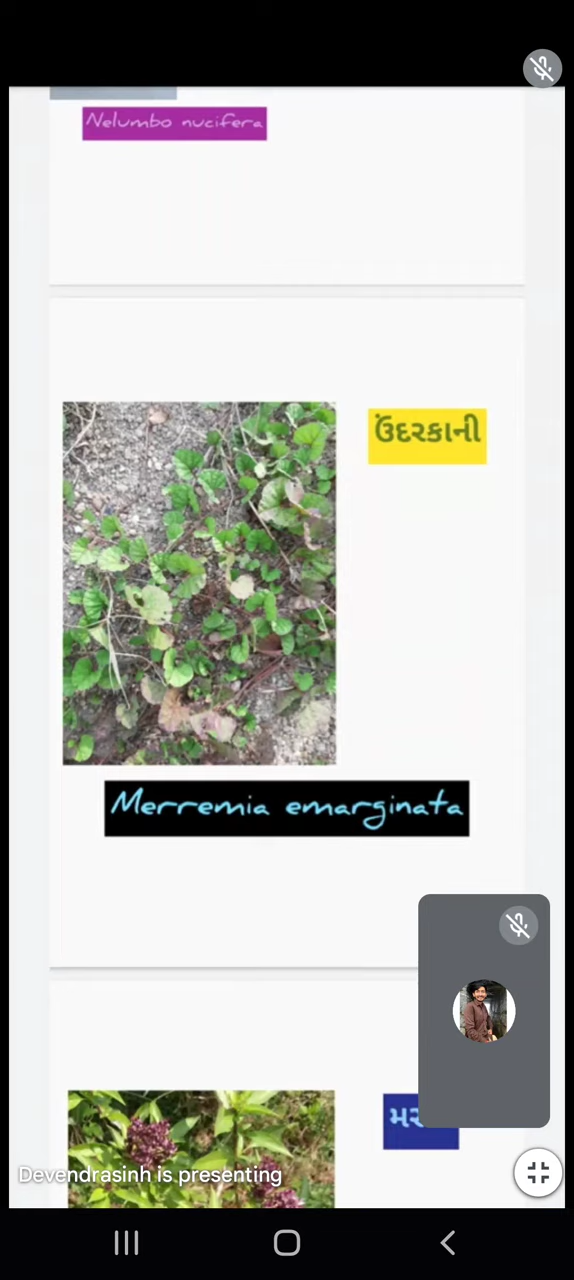 Nelumbo nucifera
ઉંદરકાની
Merremia emarginata
Devendrasinh is presenting